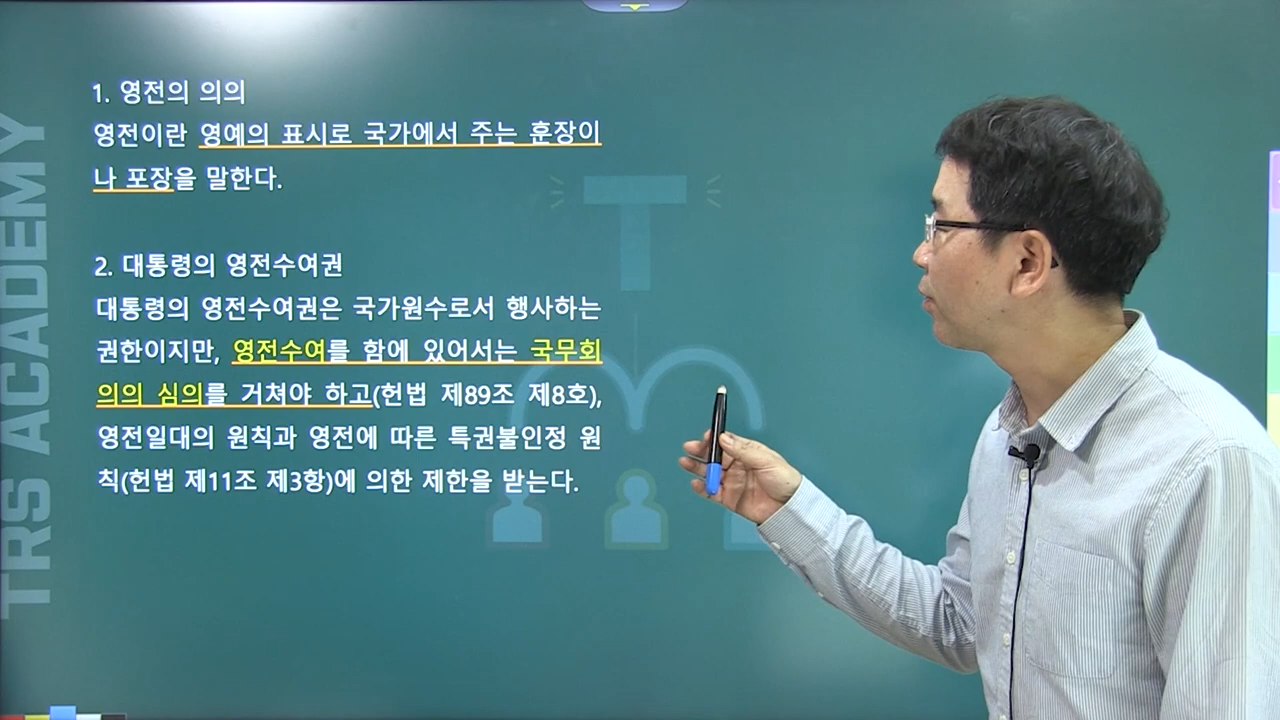 TRS ACADEMY
1. 영전의 의의
영전이란 영예의 표시로 국가에서 주는 훈장이
나 포장을 말한다.
2. 대통령의 영전수여권
대통령의 영전수여권은 국가원수로서 행사하는
권한이지만, 영전수여를 함에 있어서는 국무회
의의 심의를 거쳐야 하고(헌법 제89조 제8호),
영전일대의 원칙과 영전에 따른 특권불인정 원
칙(헌법 제11조 제3항)에 의한 제한을 받는다.